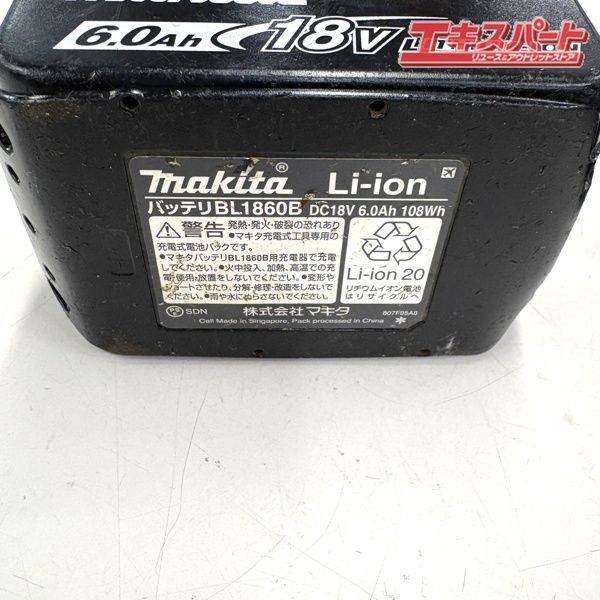 6.0Ah 18V Li
Tキスパート
リユース&アウトレットストア
makita® Li-ion
バッテリBL1860B DC18V 6.0Ah 108Wh
警告 発熱・発火・破裂の恐れあり
●マキタ充電式工具専用の
充電式電池パックです。
●マキタバッテリBL1860B用充電器で充電
してください。●火中投入、加熱、高温での充
電・使用・放置をしないでください。●変形や
ショートさせたり、分解・修理・改造をしないで
ください。●雨や水にぬらさないでください。
Li-ion 20
リチウムイオン電池
はリサイクルへ
PS SDN 株式会社マキタ
Cell Made in Singapore, Pack processed in China
807F95A6 *